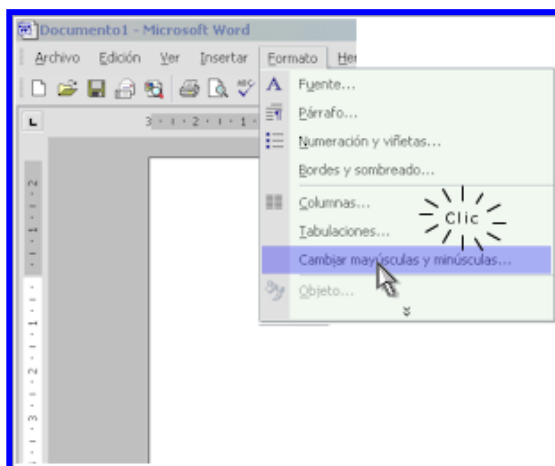 Documento1 - Microsoft Word
Archivo Edición Ver Insertar Formato
Fuente...
Párrafo...
Numeración y viñetas...
Bordes y sombreado...
Columnas...
Clic
Tabulaciones...
Cambiar mayúsculas y minúsculas...
Objeto...